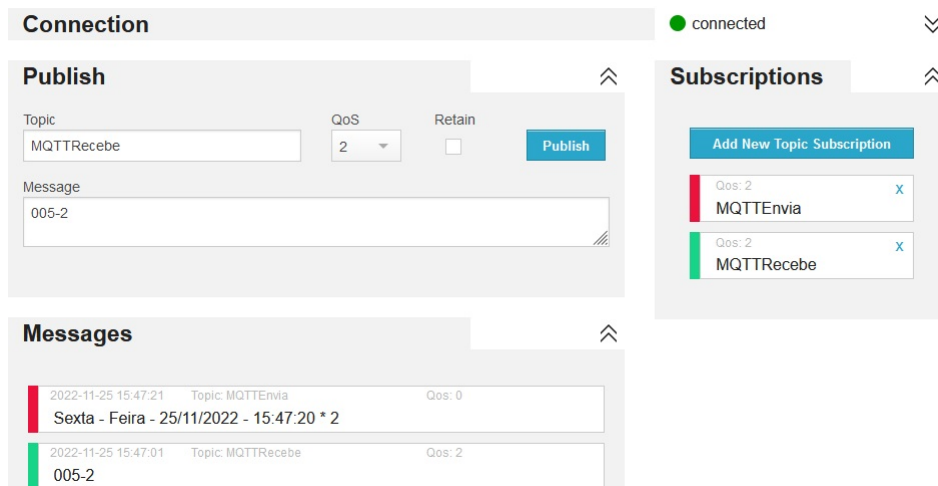 Connection
connected
Publish
Topic
QoS
Retain
MQTTRecebe
2
Publish
Message
005-2
Subscriptions
Add New Topic Subscription
Qos: 2
x
MQTTEnvia
Qos: 2
x
MQTTRecebe
Messages
2022-11-25 15:47:21 Topic: MQTTEnvia Qos: 0
Sexta - Feira - 25/11/2022 - 15:47:20 * 2
2022-11-25 15:47:01 Topic: MQTTRecebe Qos: 2
005-2